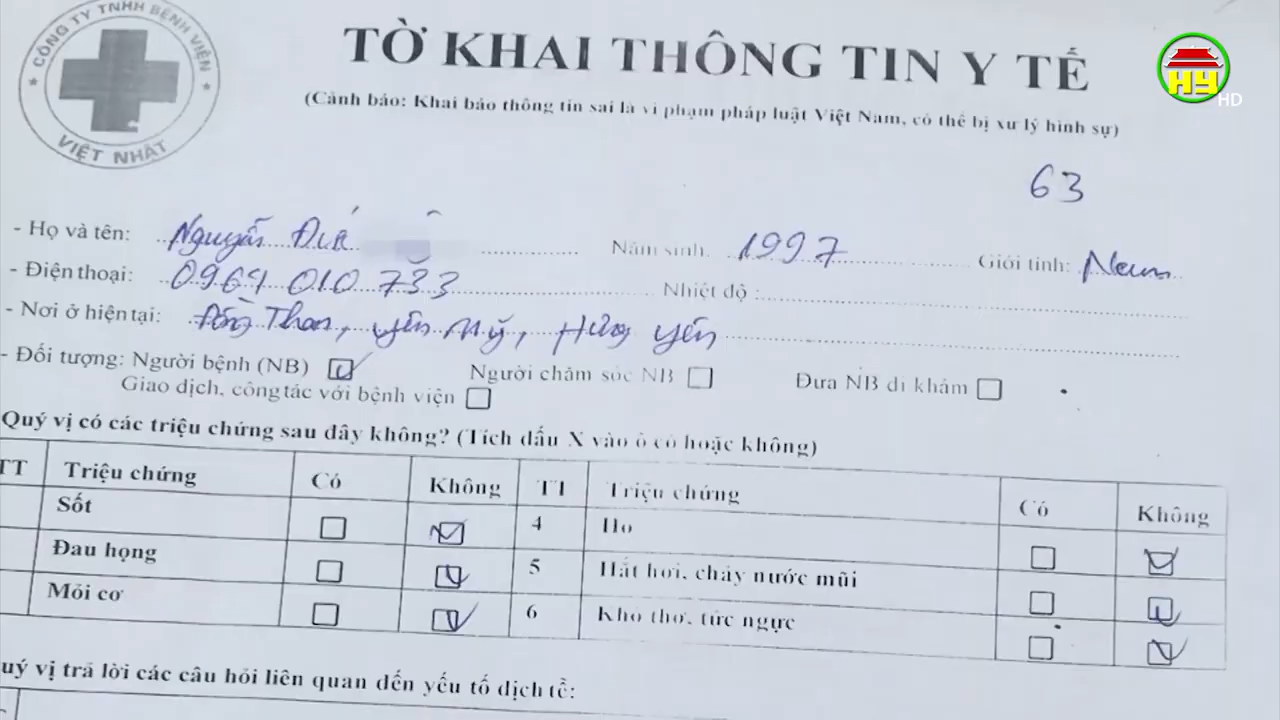 CÔNG TY TNHH BỆNH VIỆN
VIỆT NHẬT
TỜ KHAI THÔNG TIN Y TẾ
HY HD
(Cảnh báo: Khai báo thông tin sai là vi phạm pháp luật Việt Nam, có thể bị xử lý hình sự)
63
- Họ và tên: Nguyễn Đức Năm sinh: 1997 Giới tính: Nam
- Điện thoại: 0961 010 733 Nhiệt độ:
- Nơi ở hiện tại: Đồng Than, Yên Mỹ, Hưng Yên
- Đối tượng: Người bệnh (NB) Người chăm sóc NB Đưa NB đi khám
Giao dịch, công tác với bệnh viện
Quý vị có các triệu chứng sau đây không? (Tích dấu X vào ô có hoặc không)
TT Triệu chứng Có Không TT Triệu chứng Có Không
Sốt 4 Ho
Đau họng 5 Hắt hơi, chảy nước mũi
Mỏi cơ 6 Khó thở, tức ngực
uý vị trả lời các câu hỏi liên quan đến yếu tố dịch tễ: